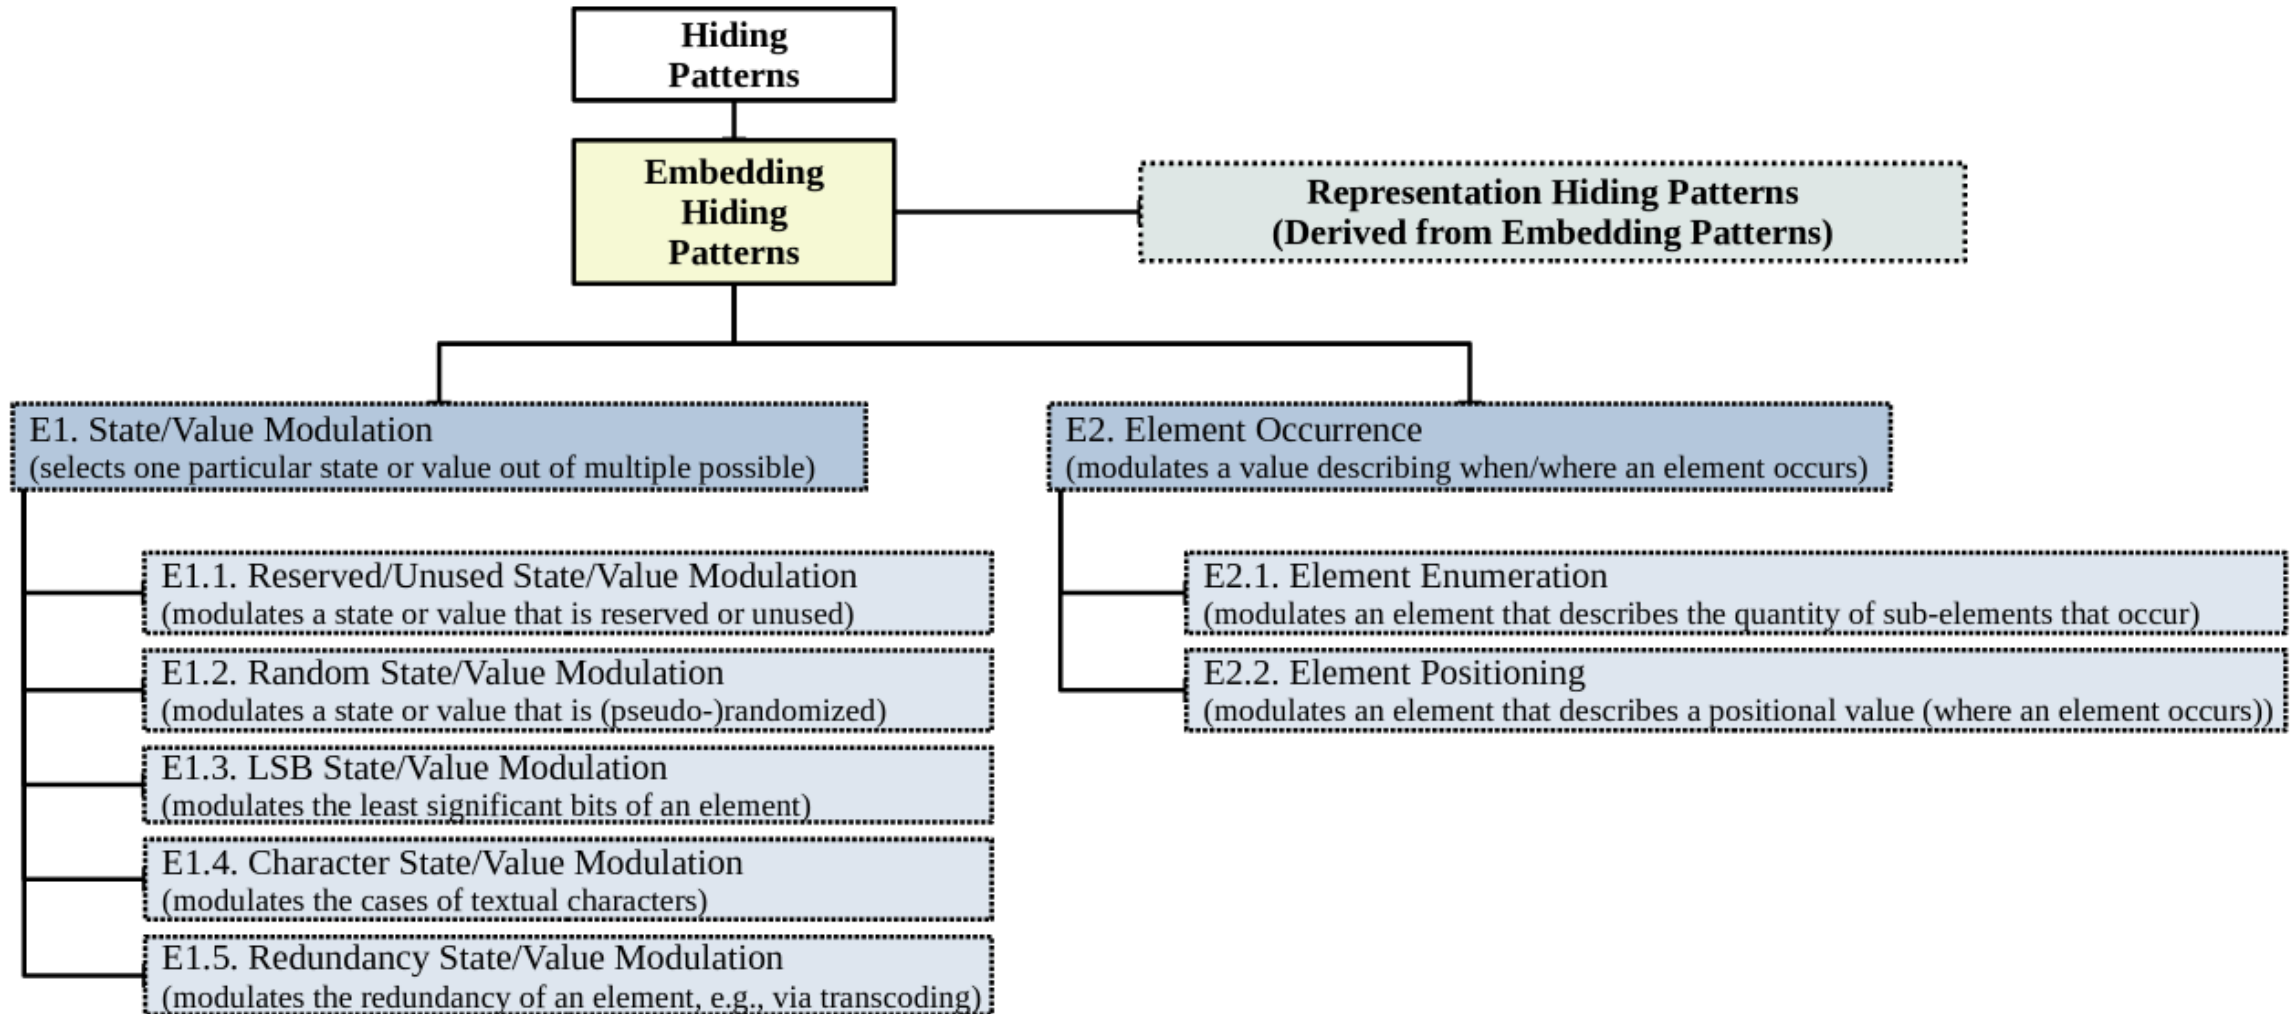 Hiding
Patterns
Embedding
Hiding
Patterns
Representation Hiding Patterns
(Derived from Embedding Patterns)
E1. State/Value Modulation
(selects one particular state or value out of multiple possible)
E1.1. Reserved/Unused State/Value Modulation
(modulates a state or value that is reserved or unused)
E1.2. Random State/Value Modulation
(modulates a state or value that is (pseudo-)randomized)
E1.3. LSB State/Value Modulation
(modulates the least significant bits of an element)
E1.4. Character State/Value Modulation
(modulates the cases of textual characters)
E1.5. Redundancy State/Value Modulation
(modulates the redundancy of an element, e.g., via transcoding)
E2. Element Occurrence
(modulates a value describing when/where an element occurs)
E2.1. Element Enumeration
(modulates an element that describes the quantity of sub-elements that occur)
E2.2. Element Positioning
(modulates an element that describes a positional value (where an element occurs))